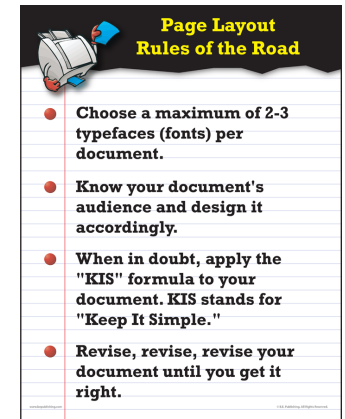 Page Layout
Rules of the Road
Choose a maximum of 2-3
typefaces (fonts) per
document.
Know your document's
audience and design it
accordingly.
When in doubt, apply the
"KIS" formula to your
document. KIS stands for
"Keep It Simple."
Revise, revise, revise your
document until you get it
right.